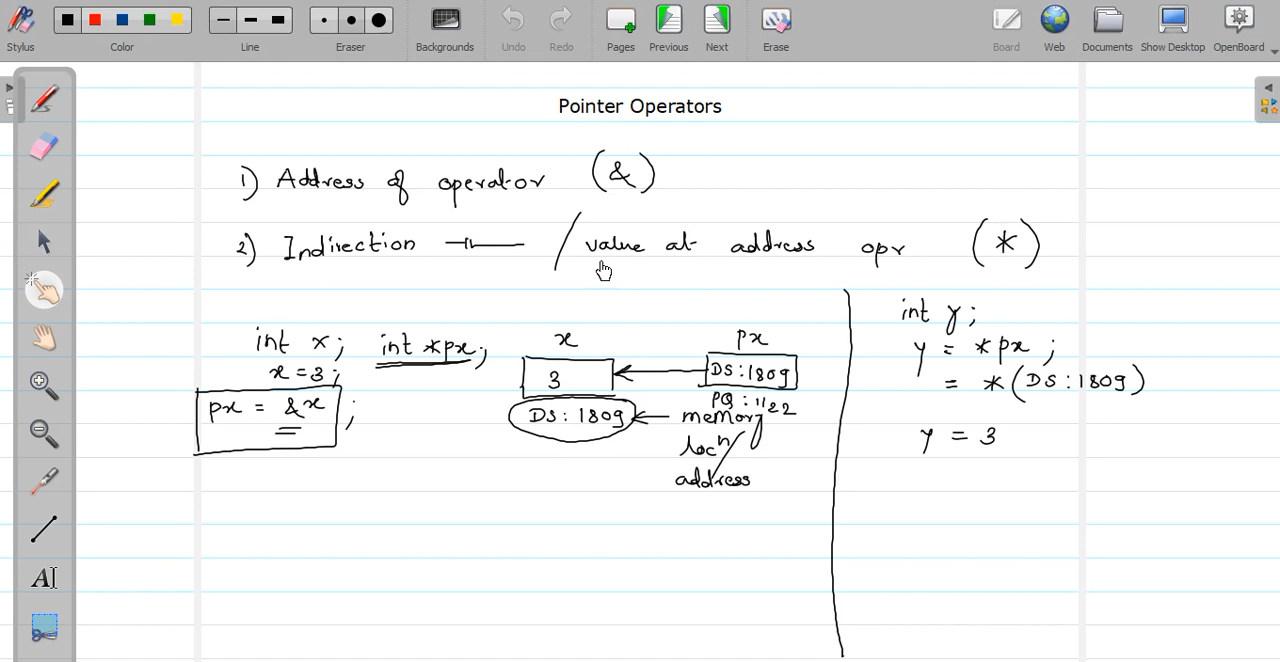 Stylus Color Line Eraser Backgrounds Undo Redo Pages Previous Next Erase Board Web Documents Show Desktop OpenBoard
Pointer Operators
1) Address of operator (&)
2) Indirection —"— / value at address opr (*)
int x; int *px;
x = 3;
px = &x ;
x px
3 DS:1809
DS:1809 PQ:1122
memory
locn/
address
int y;
y = *px ;
= *(DS:1809)
y = 3
AI